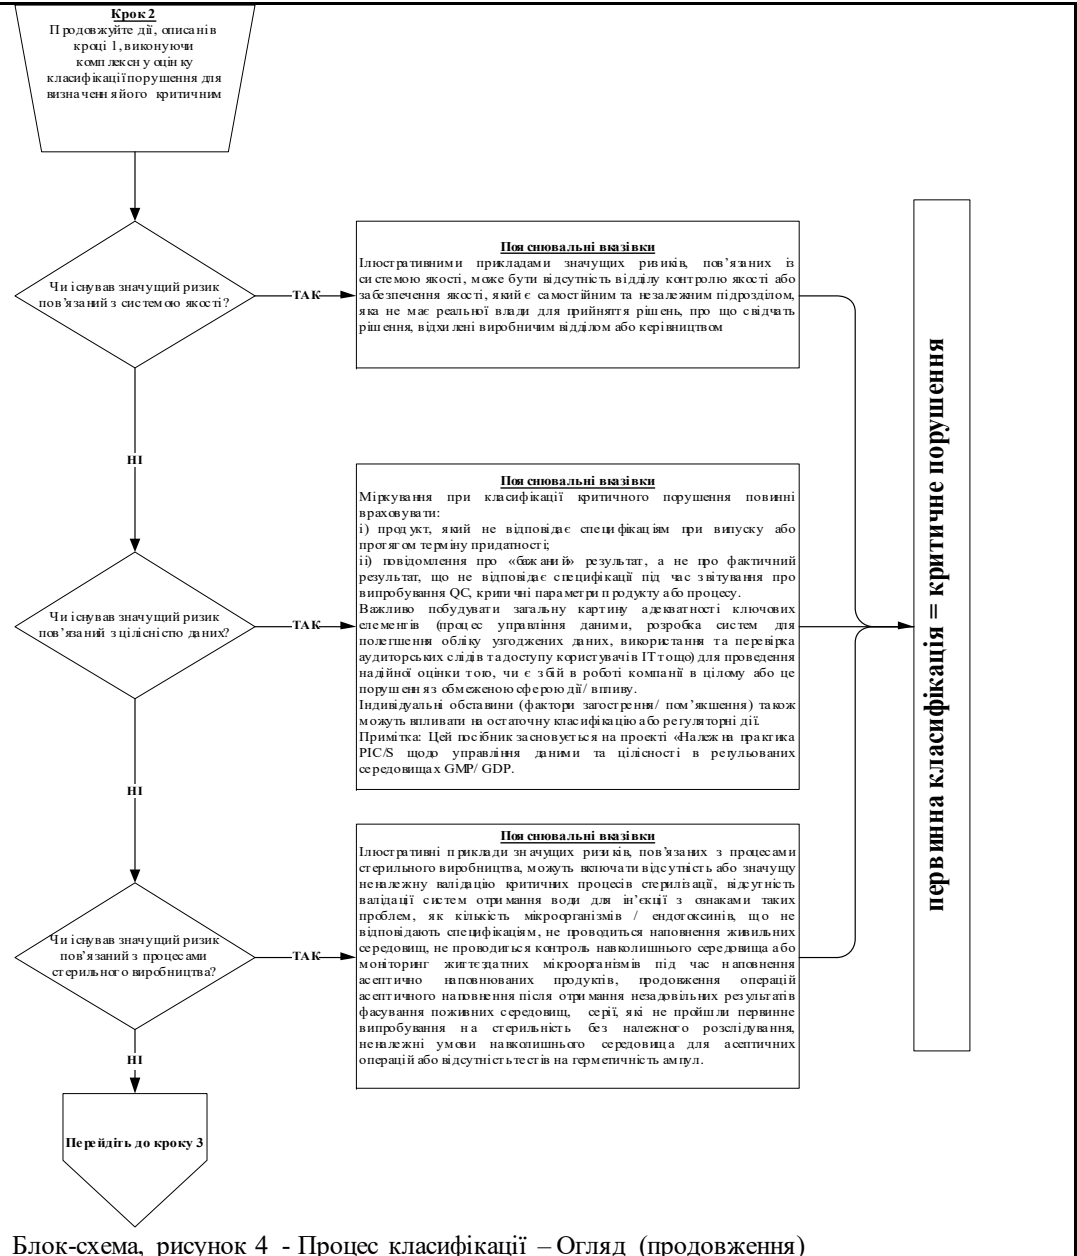 Крок 2
Продовжуйте дії, описані в
кроці 1, виконуючи
комплексну оцінку
класифікації порушення для
визначення його критичним
Чи існував значущий ризик
пов'язаний з системою якості?
ТАК
Пояснювальні вказівки
Ілюстративними прикладами значущих ризиків, пов’язаних із
системою якості, може бути відсутність відділу контролю якості або
забезпечення якості, який є самостійним та незалежним підрозділом,
яка не має реальної влади для прийняття рішень, про що свідчать
рішення, відхилені виробничим відділом або керівництвом
НІ
Чи існував значущий ризик
пов’язаний з цілісністю даних?
ТАК
Пояснювальні вказівки
Міркування при класифікації критичного порушення повинні
враховувати:
і) продукт, який не відповідає специфікаціям при випуску або
протягом терміну придатності;
іі) повідомлення про «бажаний» результат, а не про фактичний
результат, що не відповідає специфікації під час звітування про
випробування QC, критичні параметри продукту або процесу.
Важливо побудувати загальну картину адекватності ключових
елементів (процес управління даними, розробка систем для
полегшення обліку узгоджених даних, використання та перевірка
аудиторських слідів та доступу користувачів ІТ тощо) для проведення
надійної оцінки того, чи є збій в роботі компанії в цілому або це
порушення з обмеженою сферою дії/ впливу.
Індивідуальні обставини (фактори загострення/ пом’якшення) також
можуть впливати на остаточну класифікацію або регуляторні дії.
Примітка: Цей посібник засновується на проекті «Належна практика
PIC/S щодо управління даними та цілісності в регульованих
середовищах GMP/ GDP.
НІ
Чи існував значущий ризик
пов’язаний з процесами
стерильного виробництва?
ТАК
Пояснювальні вказівки
Ілюстративні приклади значущих ризиків, пов’язаних з процесами
стерильного виробництва, можуть включати відсутність або значущу
неналежну валідацію критичних процесів стерилізації, відсутність
валідації систем отримання води для ін’єкції з ознаками таких
проблем, як кількість мікроорганізмів / ендотоксинів, що не
відповідають специфікаціям, не проводиться наповнення живильних
середовищ, не проводиться контроль навколишнього середовища або
моніторинг життєздатних мікроорганізмів під час наповнення
асептично наповнюваних продуктів, продовження операцій
асептичного наповнення після отримання незадовільних результатів
фасування поживних середовищ, серії, які не пройшли первинне
випробування на стерильність без належного розслідування,
неналежні умови навколишнього середовища для асептичних
операцій або відсутність тестів на герметичність ампул.
НІ
Перейдіть до кроку 3
первинна класифікація = критичне порушення
Блок-схема, рисунок 4 - Процес класифікації – Огляд (продовження)